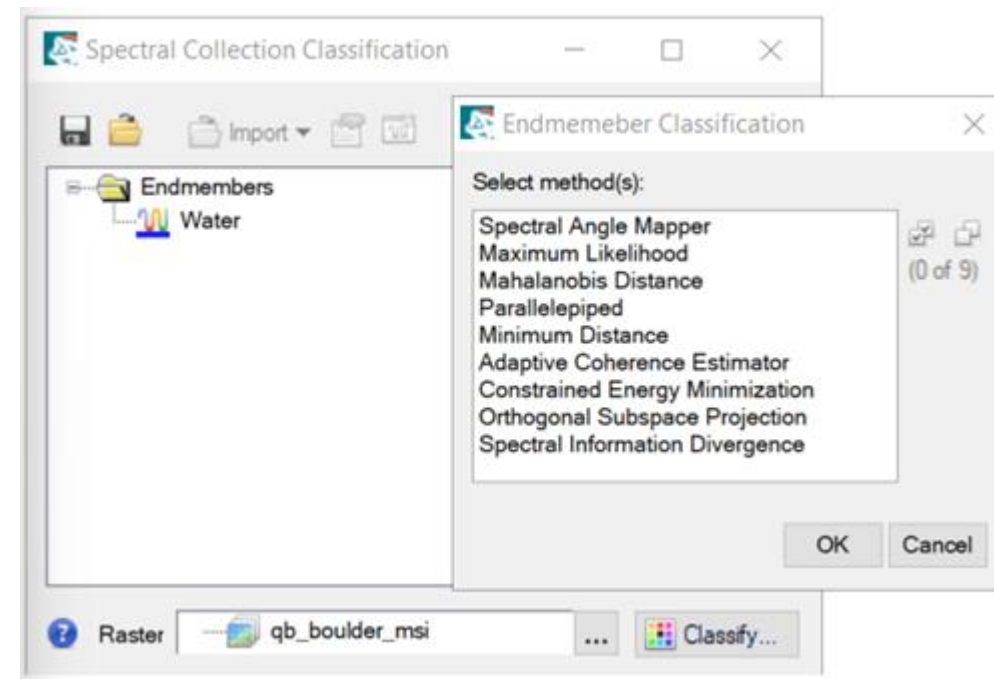 Spectral Collection Classification
Import
Endmembers
Water
Raster
qb_boulder_msi
...
Classify...
Endmemeber Classification
Select method(s):
Spectral Angle Mapper
Maximum Likelihood
Mahalanobis Distance
Parallelepiped
Minimum Distance
Adaptive Coherence Estimator
Constrained Energy Minimization
Orthogonal Subspace Projection
Spectral Information Divergence
(0 of 9)
OK
Cancel